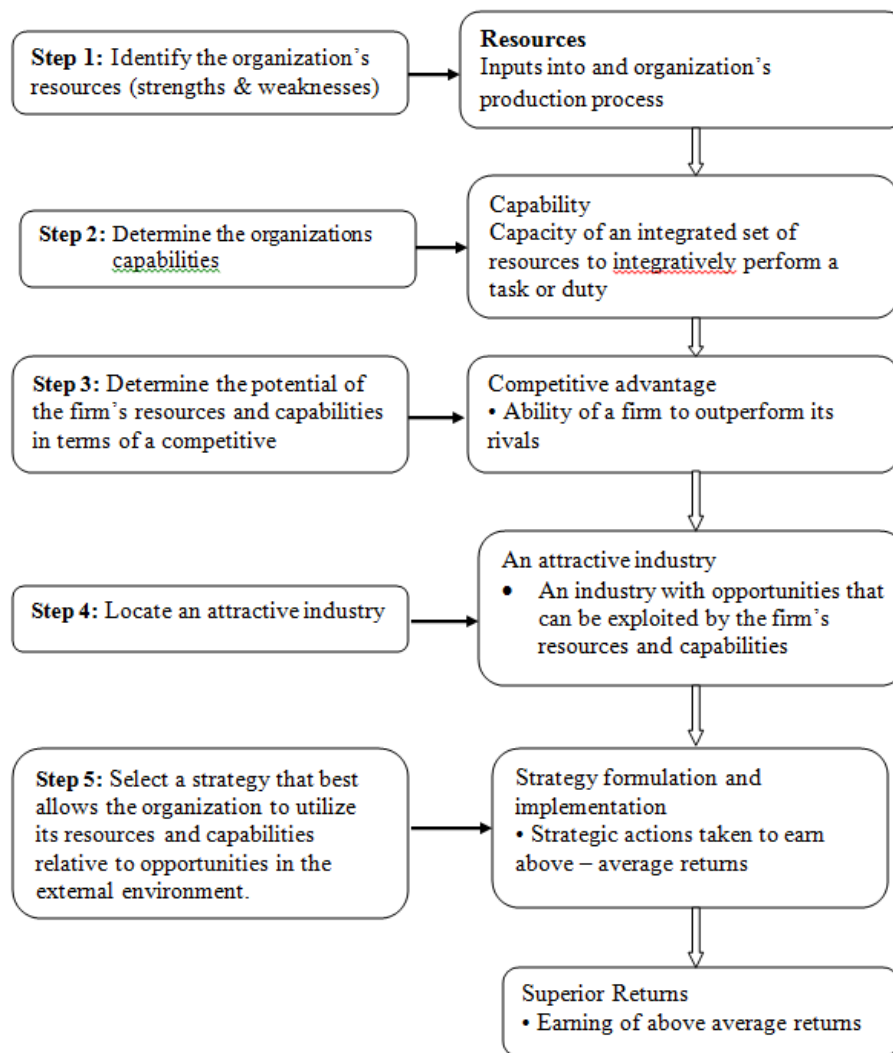 Step 1: Identify the organization's
resources (strengths & weaknesses)
Resources
Inputs into and organization's
production process
Step 2: Determine the organizations
capabilities
Capability
Capacity of an integrated set of
resources to integratively perform a
task or duty
Step 3: Determine the potential of
the firm's resources and capabilities
in terms of a competitive
Competitive advantage
• Ability of a firm to outperform its
rivals
Step 4: Locate an attractive industry
An attractive industry
• An industry with opportunities that
can be exploited by the firm's
resources and capabilities
Step 5: Select a strategy that best
allows the organization to utilize
its resources and capabilities
relative to opportunities in the
external environment.
Strategy formulation and
implementation
• Strategic actions taken to earn
above – average returns
Superior Returns
• Earning of above average returns